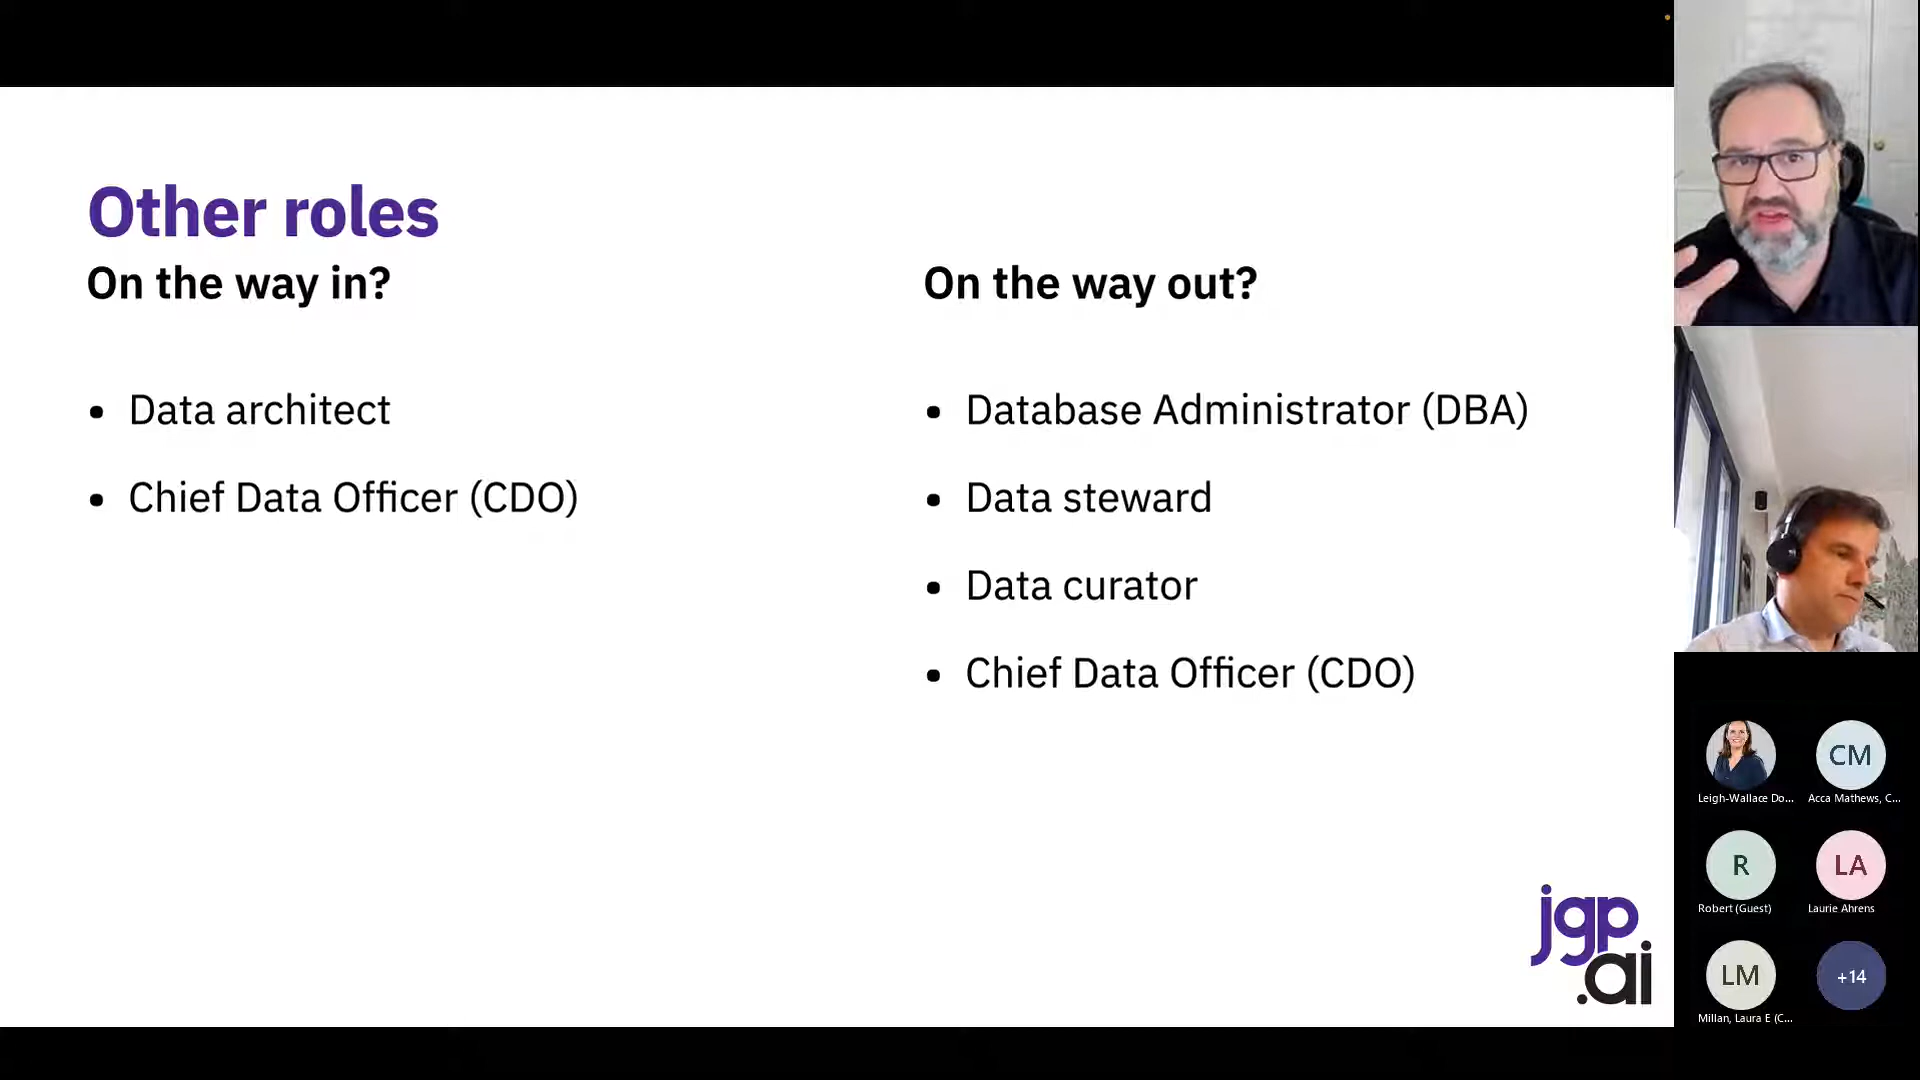 Other roles
On the way in?
• Data architect
• Chief Data Officer (CDO)
On the way out?
• Database Administrator (DBA)
• Data steward
• Data curator
• Chief Data Officer (CDO)
jgp
.ai
CM
Leigh-Wallace Do...
Acca Mathews, C...
R
LA
Robert (Guest)
Laurie Ahrens
LM
+14
Millan, Laura E (C...